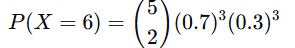 P(X = 6) = \binom{5}{2} (0.7)^3 (0.3)^3